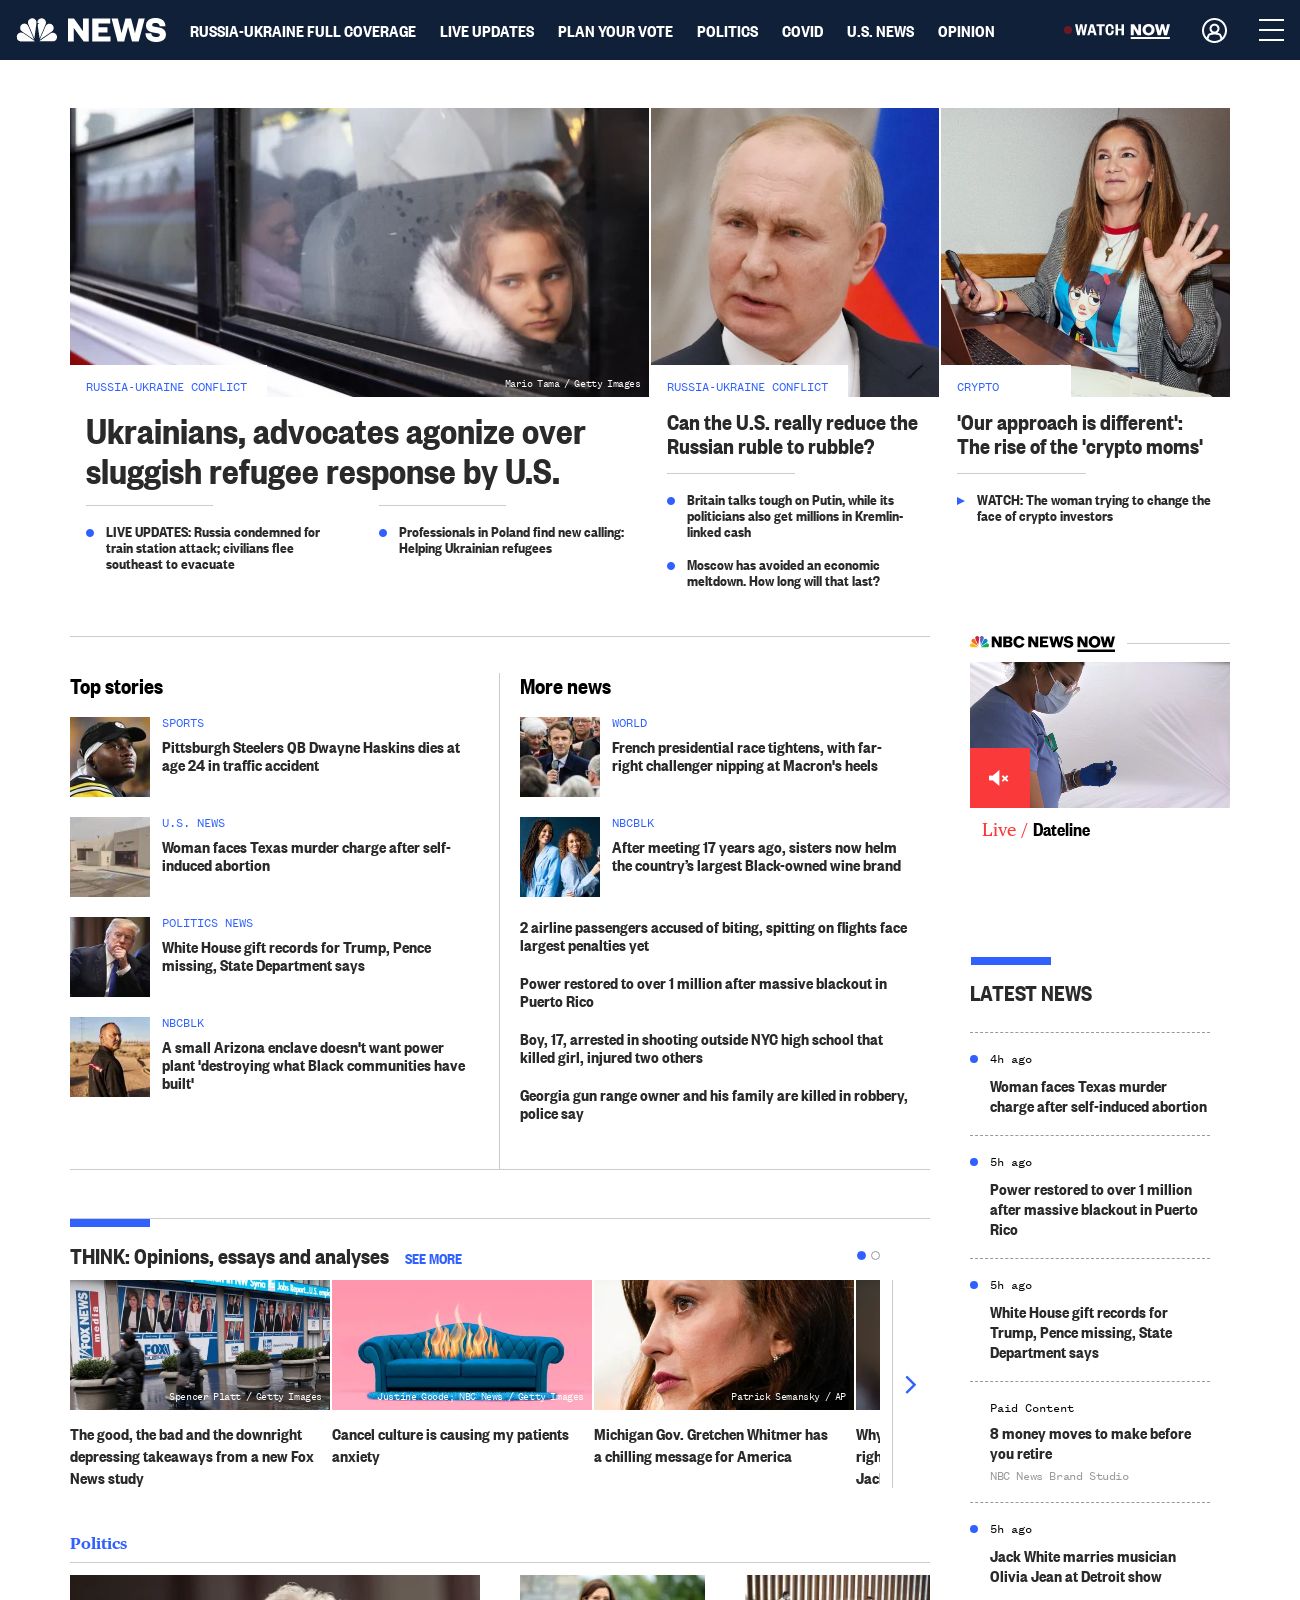 NEWS
RUSSIA-UKRAINE FULL COVERAGE
LIVE UPDATES
PLAN YOUR VOTE
POLITICS
COVID
U.S. NEWS
OPINION
WATCH NOW
Mario Tama / Getty Images
RUSSIA-UKRAINE CONFLICT
Ukrainians, advocates agonize over
sluggish refugee response by U.S.
LIVE UPDATES: Russia condemned for
train station attack; civilians flee
southeast to evacuate
Professionals in Poland find new calling:
Helping Ukrainian refugees
RUSSIA-UKRAINE CONFLICT
Can the U.S. really reduce the
Russian ruble to rubble?
Britain talks tough on Putin, while its
politicians also get millions in Kremlin-
linked cash
Moscow has avoided an economic
meltdown. How long will that last?
CRYPTO
'Our approach is different':
The rise of the 'crypto moms'
WATCH: The woman trying to change the
face of crypto investors
Top stories
SPORTS
Pittsburgh Steelers QB Dwayne Haskins dies at
age 24 in traffic accident
U.S. NEWS
Woman faces Texas murder charge after self-
induced abortion
POLITICS NEWS
White House gift records for Trump, Pence
missing, State Department says
NBCBLK
A small Arizona enclave doesn't want power
plant 'destroying what Black communities have
built'
More news
WORLD
French presidential race tightens, with far-
right challenger nipping at Macron's heels
NBCBLK
After meeting 17 years ago, sisters now helm
the country’s largest Black-owned wine brand
2 airline passengers accused of biting, spitting on flights face
largest penalties yet
Power restored to over 1 million after massive blackout in
Puerto Rico
Boy, 17, arrested in shooting outside NYC high school that
killed girl, injured two others
Georgia gun range owner and his family are killed in robbery,
police say
NBC NEWS NOW
Live / Dateline
LATEST NEWS
4h ago
Woman faces Texas murder
charge after self-induced abortion
5h ago
Power restored to over 1 million
after massive blackout in Puerto
Rico
5h ago
White House gift records for
Trump, Pence missing, State
Department says
Paid Content
8 money moves to make before
you retire
NBC News Brand Studio
5h ago
Jack White marries musician
Olivia Jean at Detroit show
THINK: Opinions, essays and analyses
SEE MORE
FOX NEWS
media
FOX
Spencer Platt / Getty Images
The good, the bad and the downright
depressing takeaways from a new Fox
News study
Justine Goode; NBC News / Getty Images
Cancel culture is causing my patients
anxiety
Patrick Semansky / AP
Michigan Gov. Gretchen Whitmer has
a chilling message for America
Why
righ
Politics